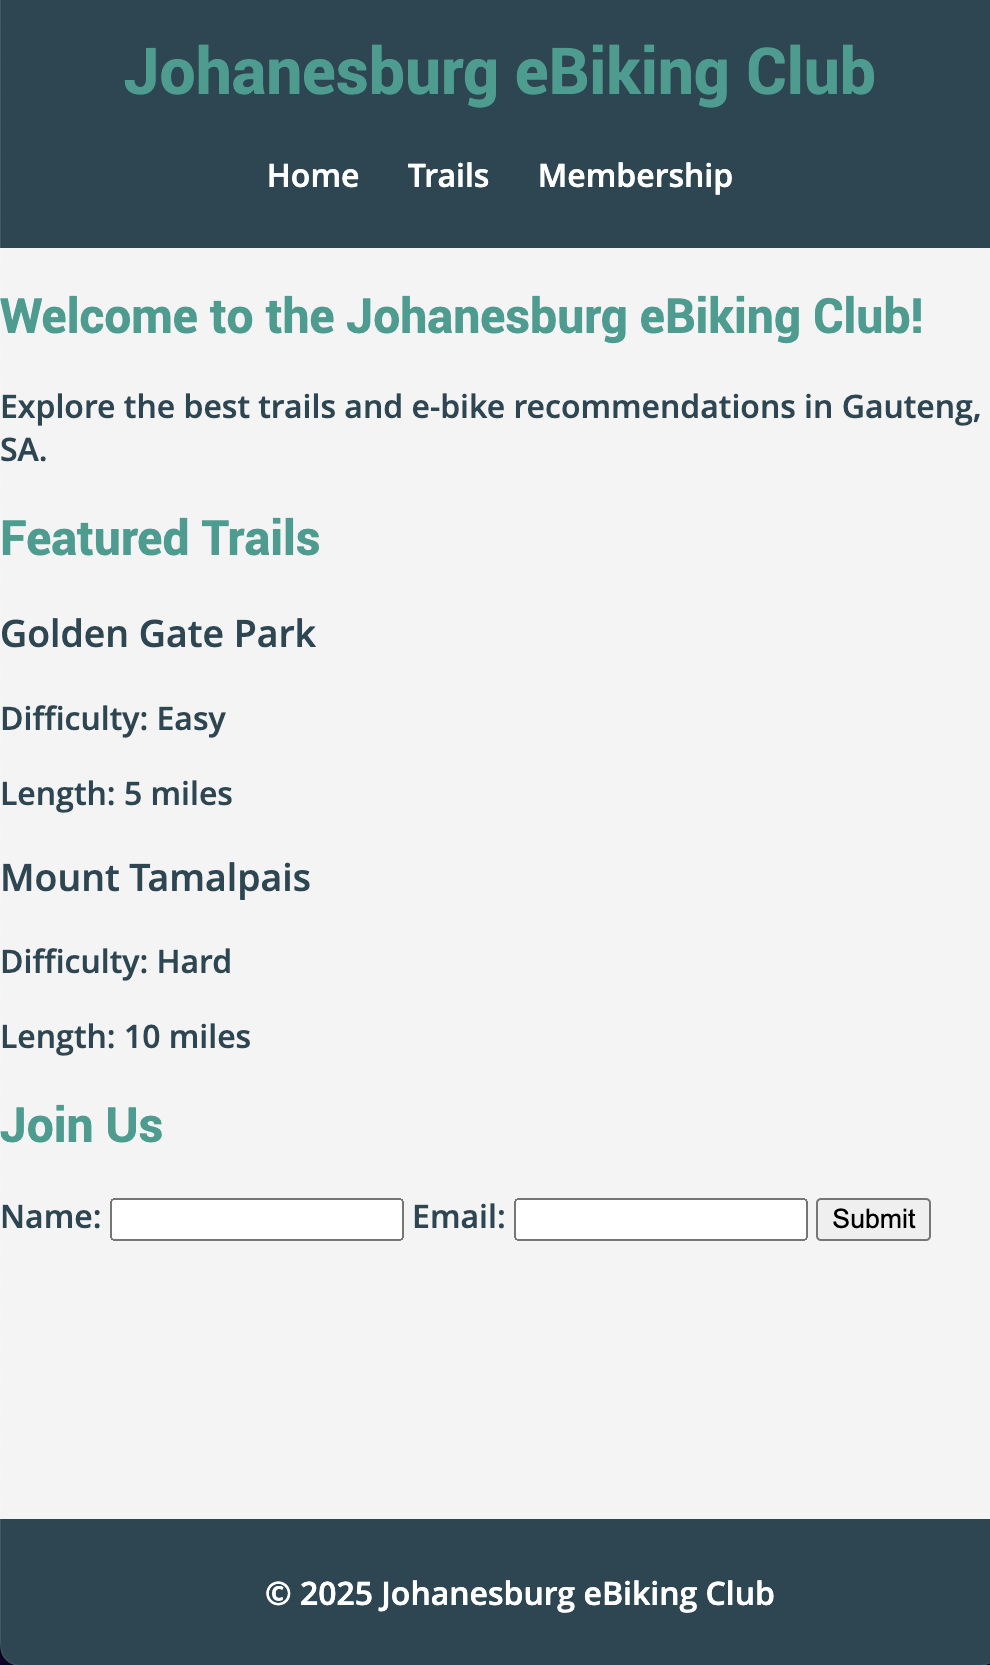 Johanesburg eBiking Club
Home Trails Membership
Welcome to the Johanesburg eBiking Club!
Explore the best trails and e-bike recommendations in Gauteng,
SA.
Featured Trails
Golden Gate Park
Difficulty: Easy
Length: 5 miles
Mount Tamalpais
Difficulty: Hard
Length: 10 miles
Join Us
Name: Email: Submit
© 2025 Johanesburg eBiking Club